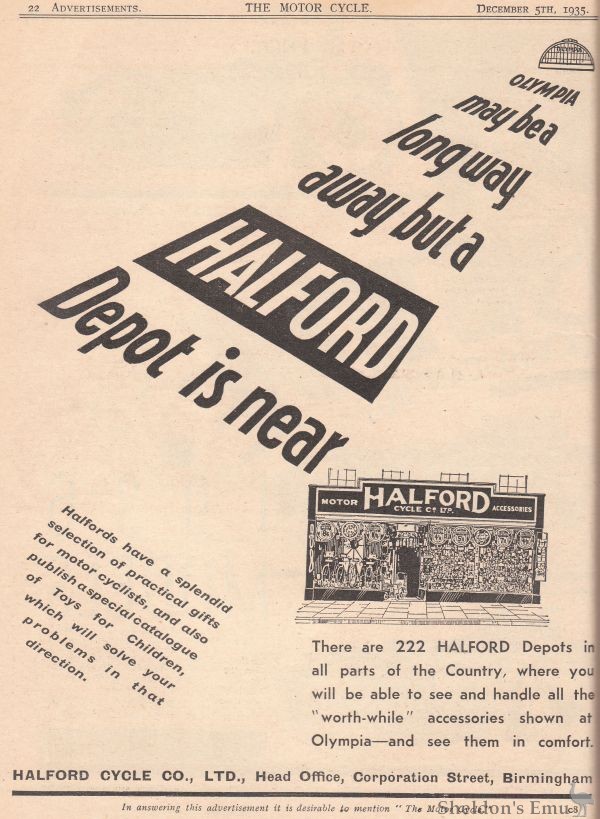 22 ADVERTISEMENTS. THE MOTOR CYCLE. DECEMBER 5TH, 1935.
OLYMPIA
may be a
long way
away but a
HALFORD
Depot is near
MOTOR HALFORD ACCESSORIES
CYCLE Co LTD.
Halfords have a splendid
selection of practical gifts
for motor cyclists, and also
publish a special catalogue
of Toys for Children,
which will solve your
problems in that
direction.
There are 222 HALFORD Depots in
all parts of the Country, where you
will be able to see and handle all the
"worth-while" accessories shown at
Olympia—and see them in comfort.
HALFORD CYCLE CO., LTD., Head Office, Corporation Street, Birmingham
In answering this advertisement it is desirable to mention "The Motor Cycle."
Sheldon's Emu